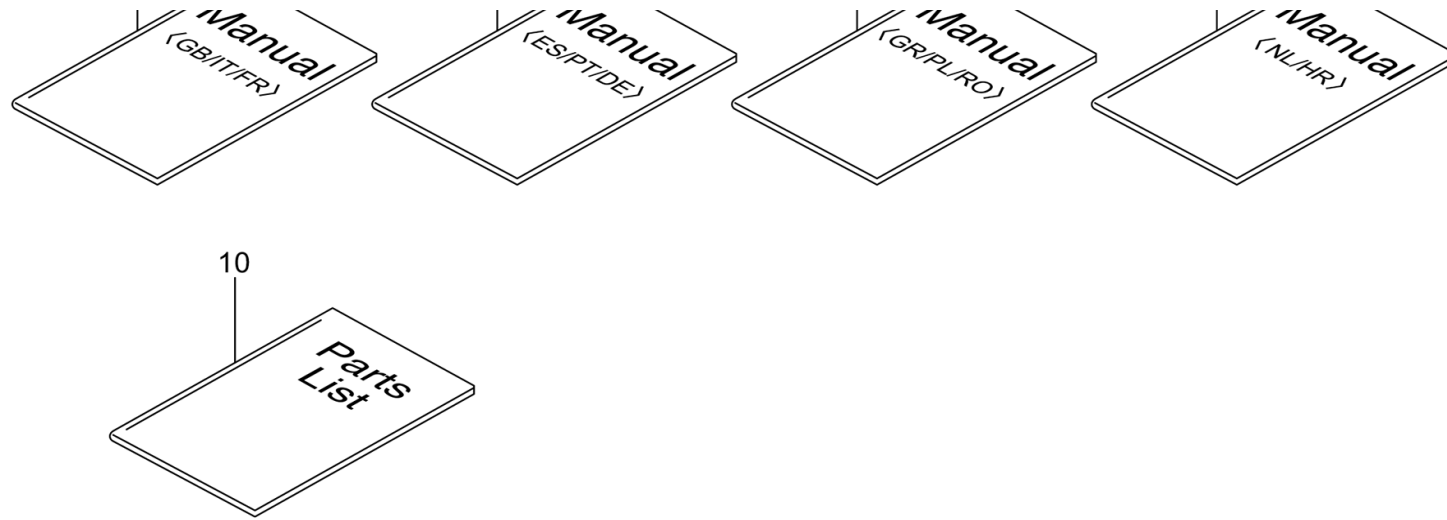 Manual
〈GB/IT/FR〉
Manual
〈ES/PT/DE〉
Manual
〈GR/PL/RO〉
Manual
〈NL/HR〉
10
Parts
List